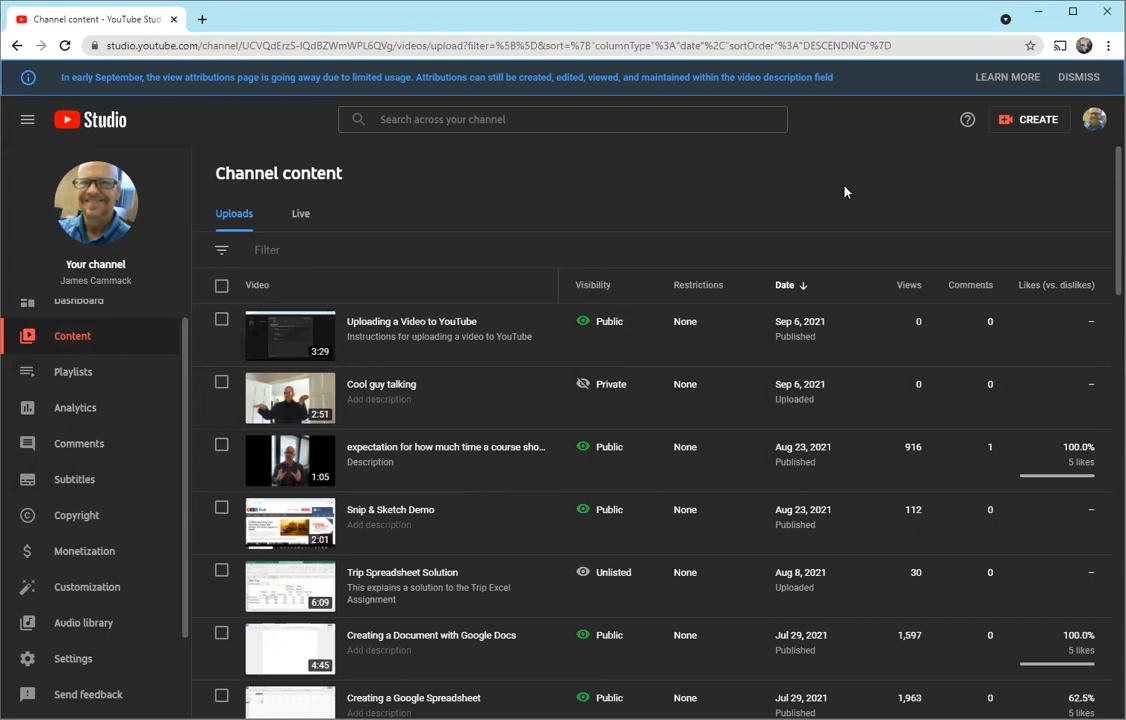 Channel content - YouTube Stud
studio.youtube.com/channel/UCVQdErzS-IQdBZWmWPL6QVg/videos/upload?filter=%5B%5D&sort=%7B"columnType"%3A"date"%2C"sortOrder"%3A"DESCENDING"%7D
In early September, the view attributions page is going away due to limited usage. Attributions can still be created, edited, viewed, and maintained within the video description field LEARN MORE DISMISS
Studio Search across your channel CREATE
Channel content
Uploads Live
Your channel
James Cammack
Filter
Video Visibility Restrictions Date Views Comments Likes (vs. dislikes)
Dashboard
Content
Playlists
Analytics
Comments
Subtitles
Copyright
Monetization
Customization
Audio library
Settings
Send feedback
Uploading a Video to YouTube Public None Sep 6, 2021 0 0 –
Instructions for uploading a video to YouTube Published
3:29
Cool guy talking Private None Sep 6, 2021 0 0 –
Add description Uploaded
2:51
expectation for how much time a course sho... Public None Aug 23, 2021 916 1 100.0%
Description Published 5 likes
1:05
Snip & Sketch Demo Public None Aug 23, 2021 112 0 –
Add description Published
2:01
Trip Spreadsheet Solution Unlisted None Aug 8, 2021 30 0 –
This expains a solution to the Trip Excel Uploaded
Assignment
6:09
Creating a Document with Google Docs Public None Jul 29, 2021 1,597 0 100.0%
Add description Published 5 likes
4:45
Creating a Google Spreadsheet Public None Jul 29, 2021 1,963 0 62.5%
Add description Published 5 likes